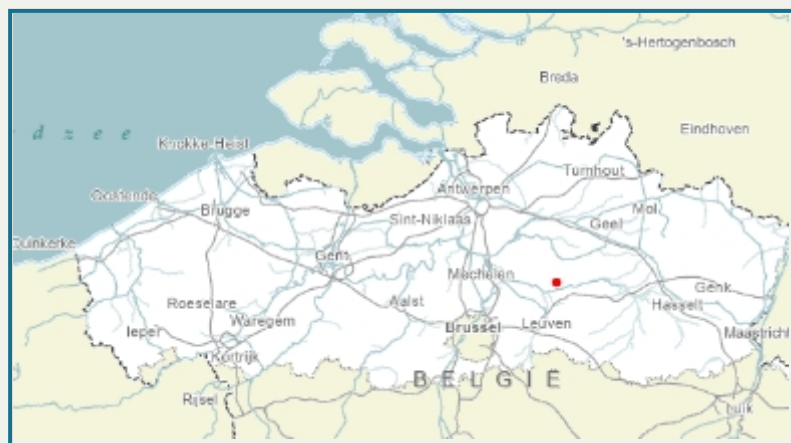 's-Hertogenbosch
Breda
Eindhoven
d z e e
Knokke-Heist
Turnhout
Oostende
Antwerpen
Mol
Brugge
Sint-Niklaas
Geel
Duinkerke
Gent
Mechelen
Genk
Roeselare
Aalst
Hasselt
Ieper
Waregem
Brussel
Leuven
Maastricht
Kortrijk
BELGIË
Rijsel
Luik